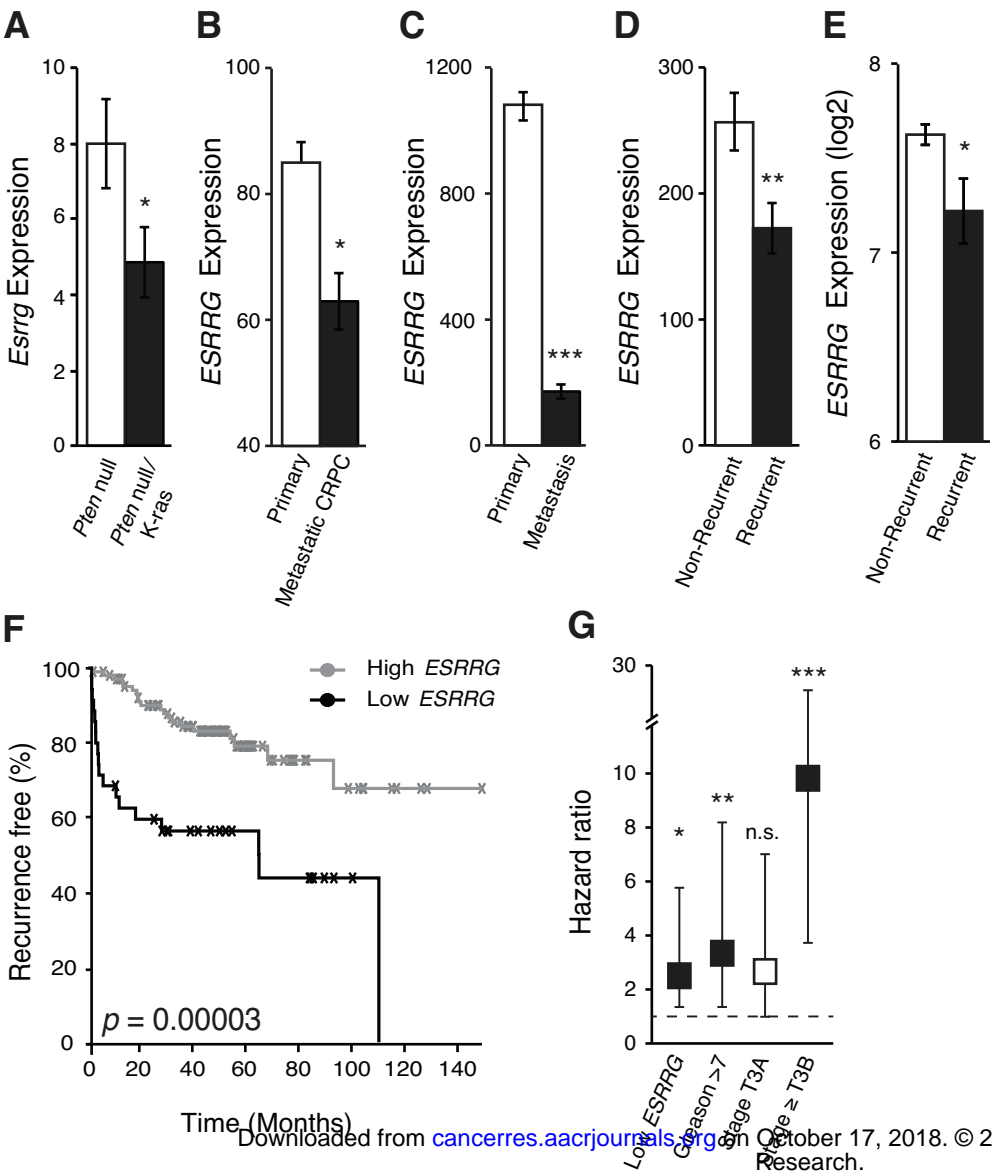 A
B
C
D
E
Esrrg Expression
10
8
6
4
2
0
*
Pten null
Pten null/
K-ras
ESRRG Expression
100
80
60
40
*
Primary
Metastatic CRPC
ESRRG Expression
1200
800
400
0
***
Primary
Metastasis
ESRRG Expression
300
200
100
0
**
Non-Recurrent
Recurrent
ESRRG Expression (log2)
8
7
6
*
Non-Recurrent
Recurrent
F
Recurrence free (%)
100
80
60
40
20
0
High ESRRG
Low ESRRG
p = 0.00003
0 20 40 60 80 100 120 140
Time (Months)
G
Hazard ratio
30
10
8
6
4
2
0
*
**
n.s.
***
Low ESRRG
Gleason >7
Stage T3A
Stage ≥ T3B
Downloaded from cancerres.aacrjournals.org on October 17, 2018. © 2
Research.